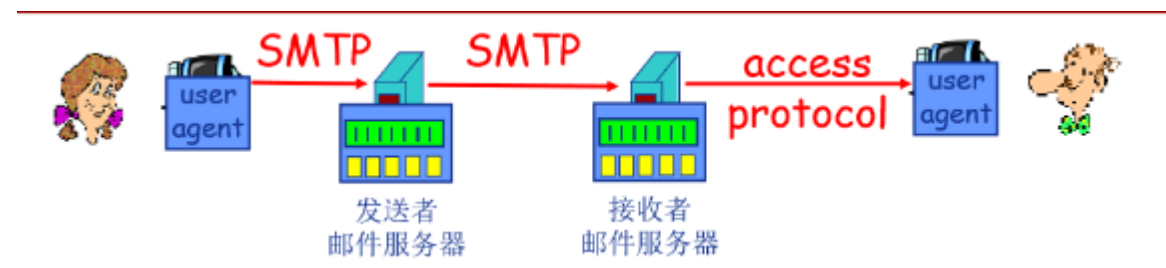 SMTP
SMTP
access
protocol
user
agent
user
agent
发送者
邮件服务器
接收者
邮件服务器